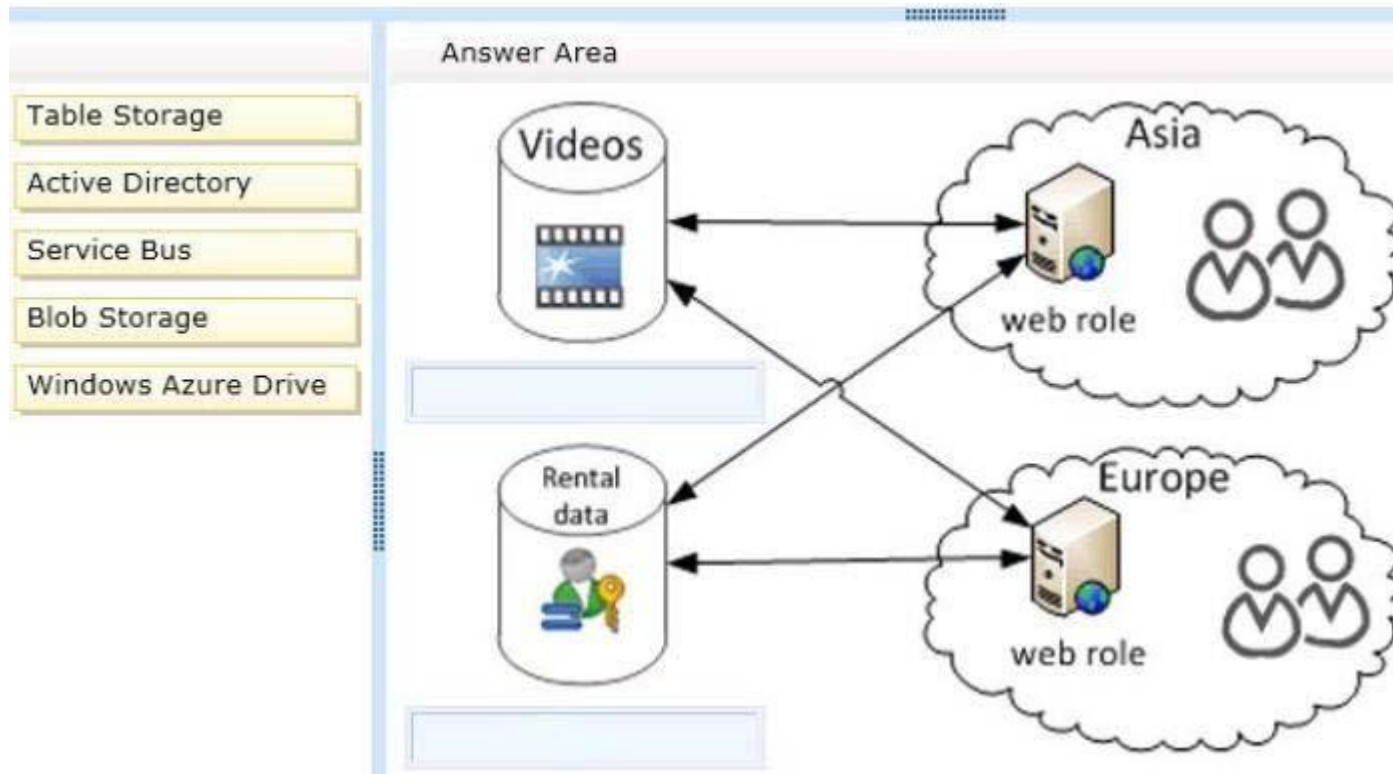 Answer Area
Table Storage
Active Directory
Service Bus
Blob Storage
Windows Azure Drive
Videos
Asia
web role
Rental
data
Europe
web role